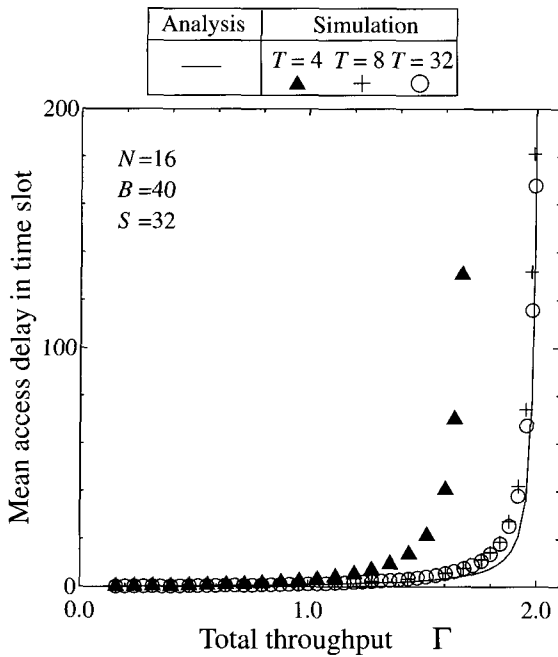 Analysis Simulation
T = 4 T = 8 T = 32
200
N=16
B=40
S=32
100
0
0.0 1.0 2.0
Mean access delay in time slot
Total throughput Γ